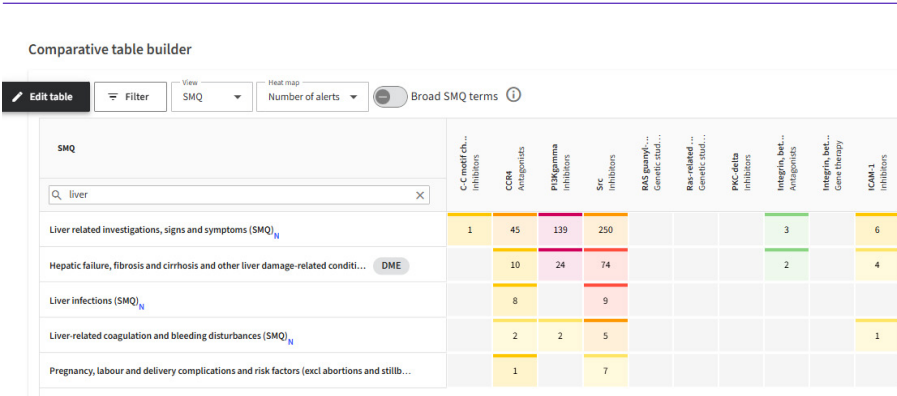 Comparative table builder
Edit table
Filter
View
SMQ
Heat map
Number of alerts
Broad SMQ terms
SMQ
C-C motif ch...
Inhibitors
CCR4
Antagonists
PI3Kgamma
Inhibitors
Src
Inhibitors
RAS guanyl-...
Genetic stud...
Ras-related ...
Genetic stud...
PKC-delta
Inhibitors
Integrin, bet...
Antagonists
Integrin, bet...
Gene therapy
ICAM-1
Inhibitors
liver
Liver related investigations, signs and symptoms (SMQ) N 1 45 139 250 3 6
Hepatic failure, fibrosis and cirrhosis and other liver damage-related conditi... DME 10 24 74 2 4
Liver infections (SMQ) N 8 9
Liver-related coagulation and bleeding disturbances (SMQ) N 2 2 5 1
Pregnancy, labour and delivery complications and risk factors (excl abortions and stillb... 1 7